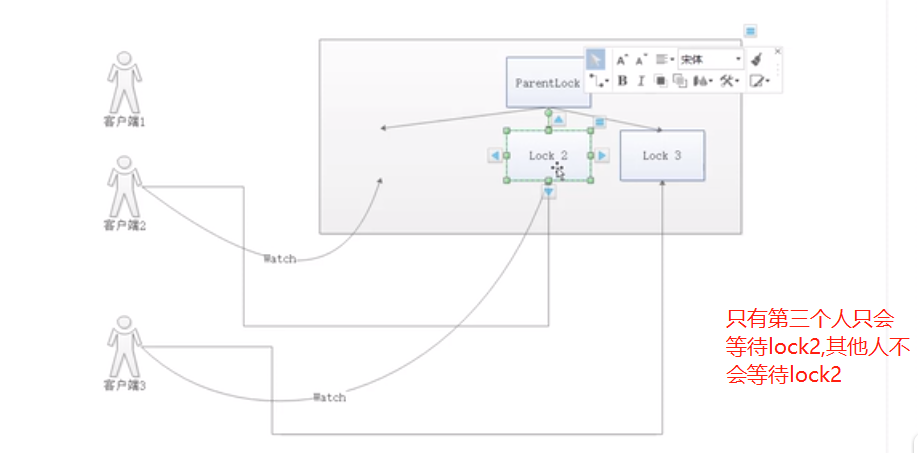 宋体
B I
ParentLock
客户端1
Lock 2
Lock 3
客户端2
Watch
只有第三个人只会
等待lock2,其他人不
会等待lock2
客户端3
Watch